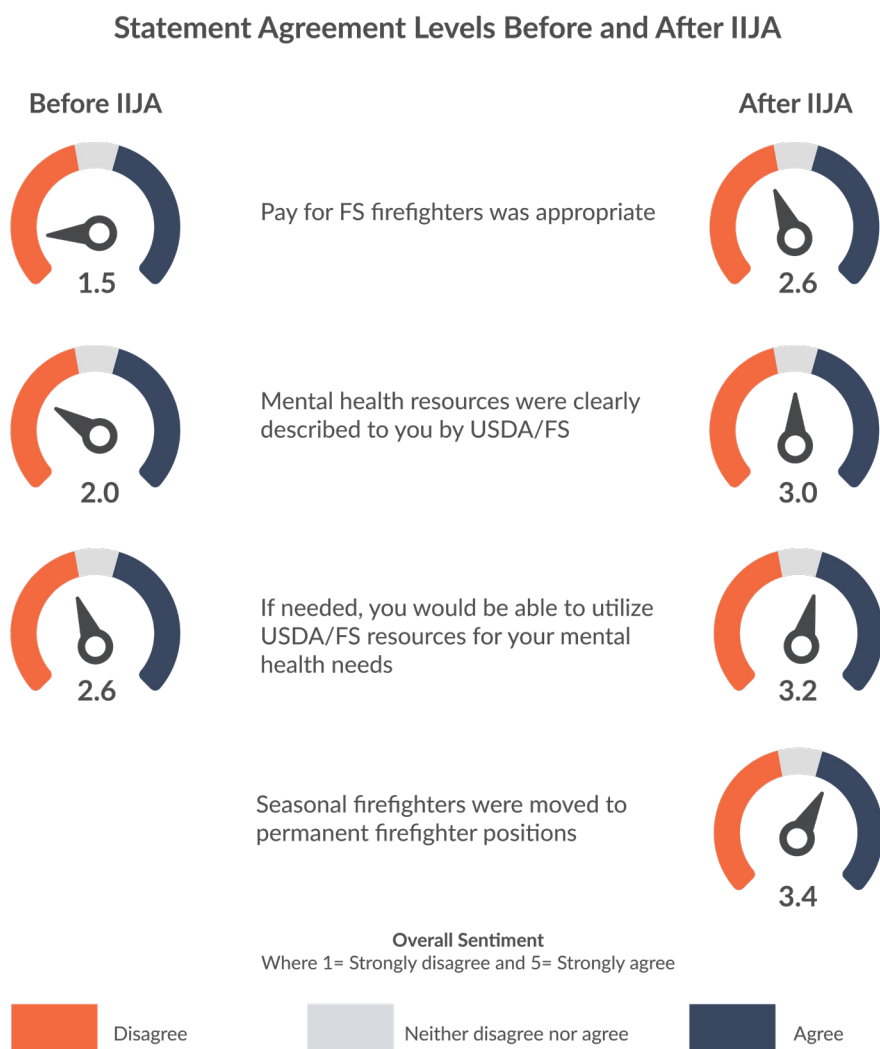 Statement Agreement Levels Before and After IIJA
Before IIJA
After IIJA
1.5
Pay for FS firefighters was appropriate
2.6
2.0
Mental health resources were clearly
described to you by USDA/FS
3.0
2.6
If needed, you would be able to utilize
USDA/FS resources for your mental
health needs
3.2
Seasonal firefighters were moved to
permanent firefighter positions
3.4
Overall Sentiment
Where 1= Strongly disagree and 5= Strongly agree
Disagree
Neither disagree nor agree
Agree